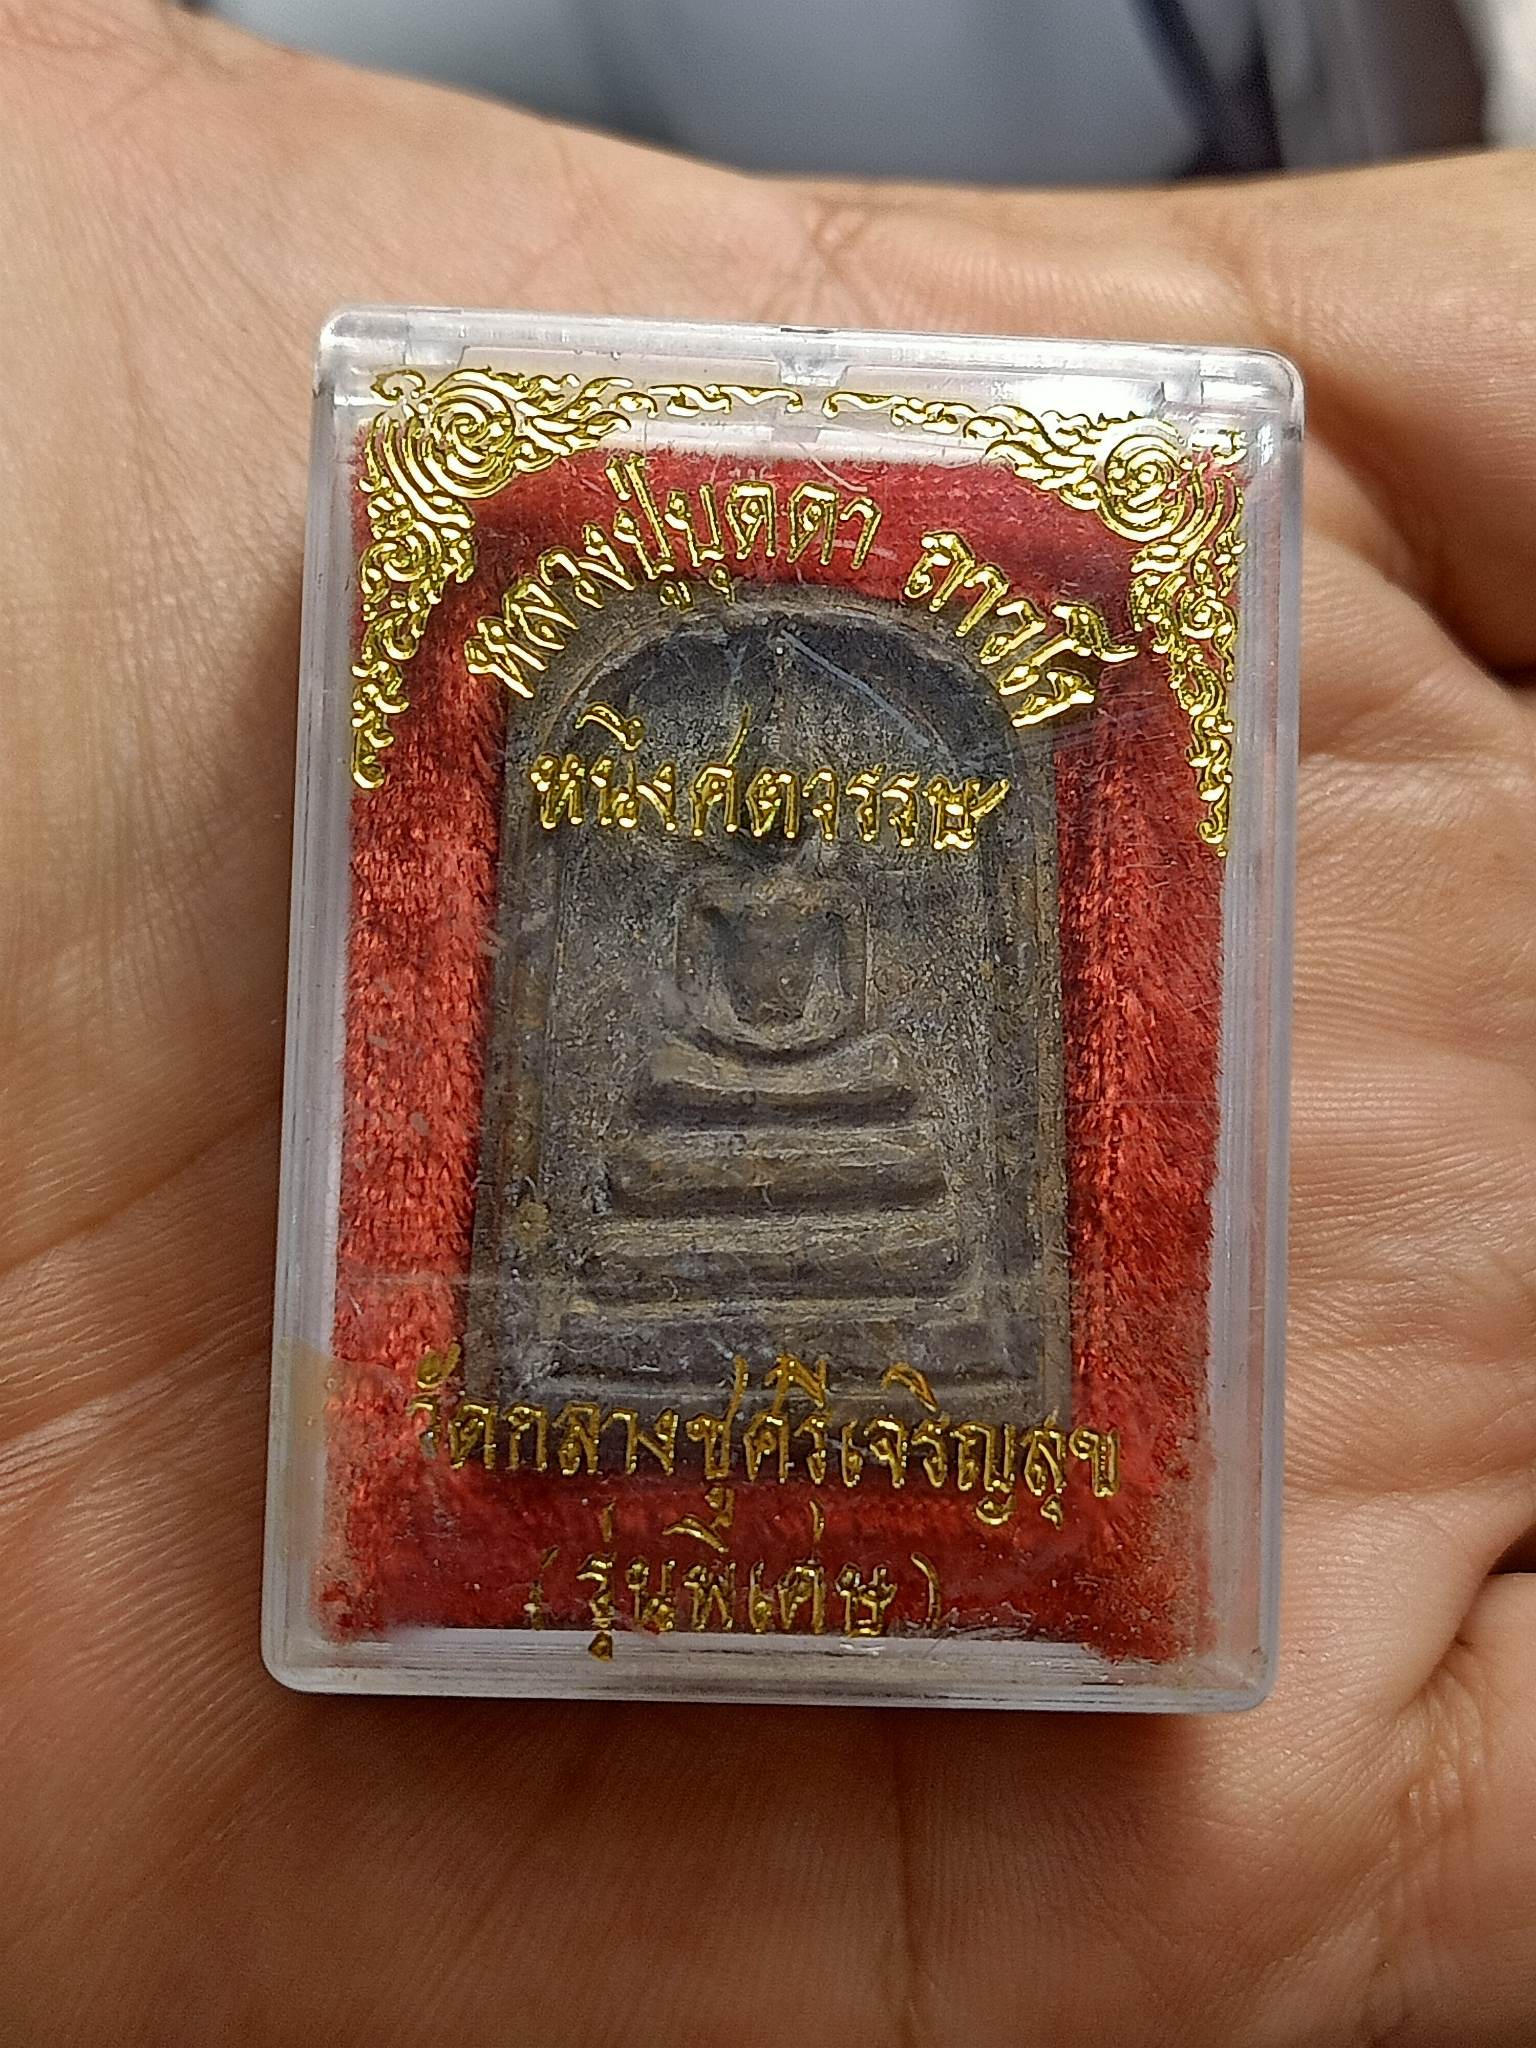 หลวงปู่บุดดา ถาวโร
หนึ่งศตวรรษ
วัดกลางชูศรีเจริญสุข
(รุ่นพิเศษ)